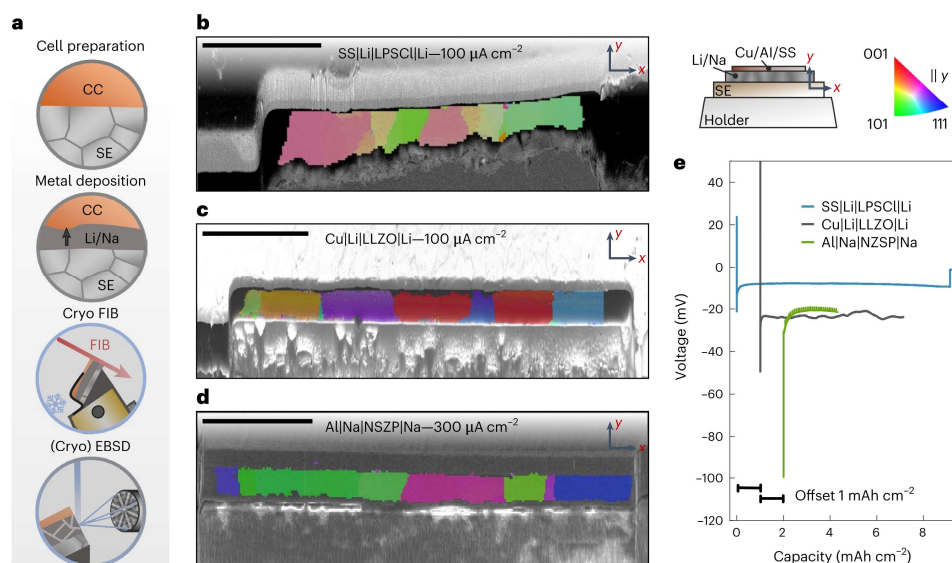 a
Cell preparation
CC
SE
Metal deposition
CC
Li/Na
SE
Cryo FIB
FIB
(Cryo) EBSD
b
SS|Li|LPSCl|Li—100 µA cm⁻²
y
x
c
Cu|Li|LLZO|Li—100 µA cm⁻²
y
x
d
Al|Na|NSZP|Na—300 µA cm⁻²
y
x
Cu/Al/SS
Li/Na
y
x
SE
Holder
001
|| y
101
111
e
40
20
0
−20
−40
−60
−80
−100
−120
Voltage (mV)
SS|Li|LPSCl|Li
Cu|Li|LLZO|Li
Al|Na|NZSP|Na
Offset 1 mAh cm⁻²
0
2
4
6
8
Capacity (mAh cm⁻²)